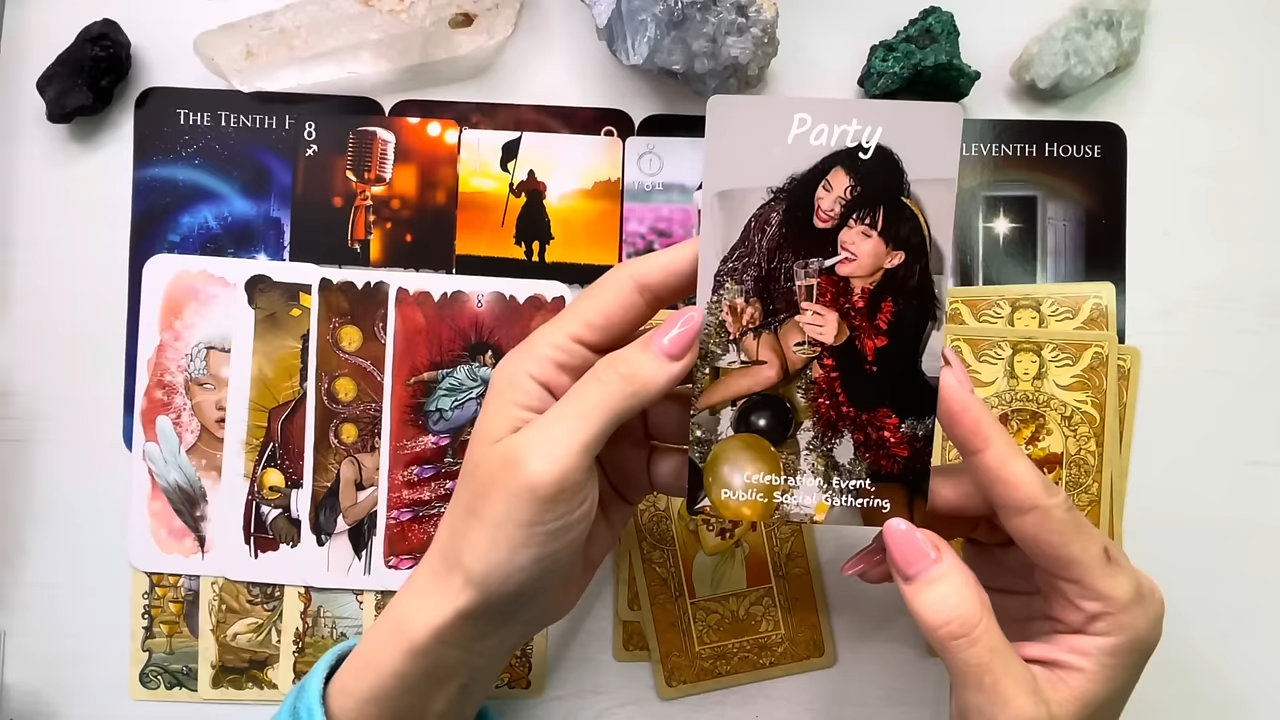 THE TENTH H
8
LEVENTH HOUSE
Party
8
Celebration, Event,
Public, Social Gathering